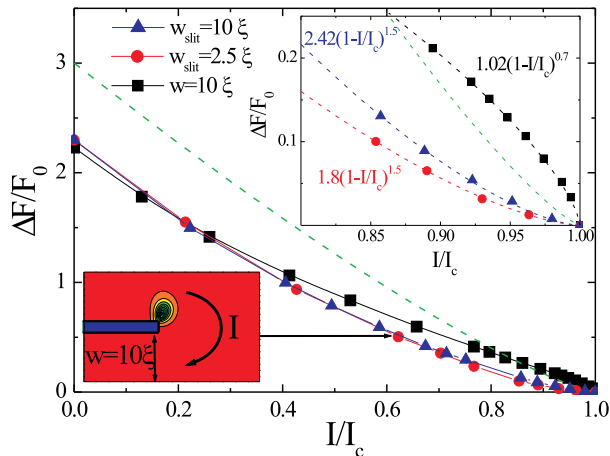 w_slit=10 ξ
w_slit=2.5 ξ
w=10 ξ
ΔF/F_0
3
2
1
0
0.0
0.2
0.4
0.6
0.8
1.0
I/I_c
2.42(1-I/I_c)^1.5
1.02(1-I/I_c)^0.7
1.8(1-I/I_c)^1.5
ΔF/F_0
0.2
0.1
0.85
0.90
0.95
1.00
I/I_c
I
w=10ξ